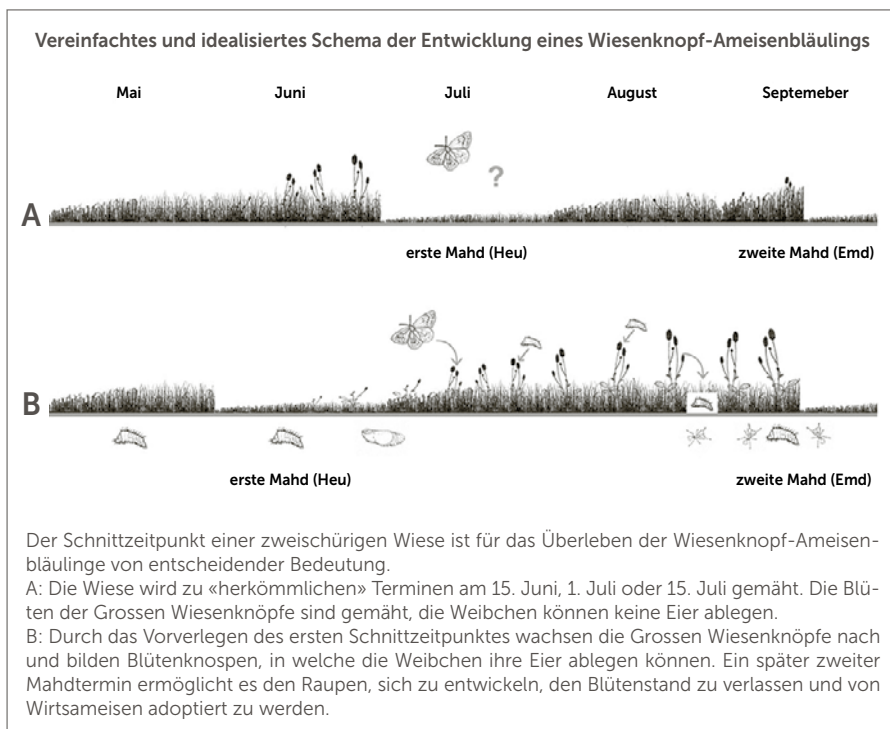 Vereinfachtes und idealisiertes Schema der Entwicklung eines Wiesenknopf-Ameisenbläulings
Mai Juni Juli August Septemeber
?
A
erste Mahd (Heu) zweite Mahd (Emd)
B
erste Mahd (Heu) zweite Mahd (Emd)
Der Schnittzeitpunkt einer zweischürigen Wiese ist für das Überleben der Wiesenknopf-Ameisen-
bläulinge von entscheidender Bedeutung.
A: Die Wiese wird zu «herkömmlichen» Terminen am 15. Juni, 1. Juli oder 15. Juli gemäht. Die Blü-
ten der Grossen Wiesenknöpfe sind gemäht, die Weibchen können keine Eier ablegen.
B: Durch das Vorverlegen des ersten Schnittzeitpunktes wachsen die Grossen Wiesenknöpfe nach
und bilden Blütenknospen, in welche die Weibchen ihre Eier ablegen können. Ein später zweiter
Mahdtermin ermöglicht es den Raupen, sich zu entwickeln, den Blütenstand zu verlassen und von
Wirtsameisen adoptiert zu werden.